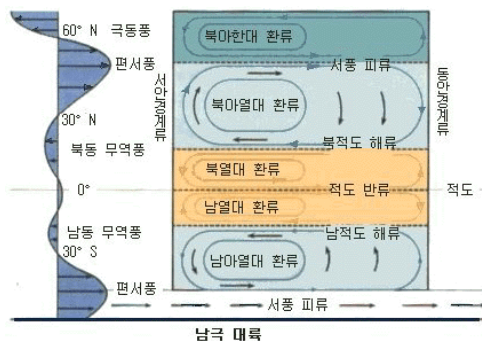 60° N 극동풍
편서풍
30° N
북동 무역풍
0°
남동 무역풍
30° S
편서풍
서안경계류
북아한대 환류
서풍 피류
북아열대 환류
북적도 해류
북열대 환류
적도 반류
남열대 환류
남적도 해류
남아열대 환류
동안경계류
적도
서풍 피류
남극 대륙